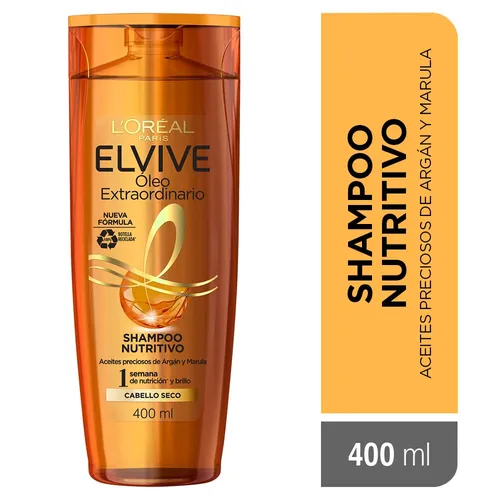 L'ORÉAL
PARIS
ELVIVE
Óleo
Extraordinario
NUEVA
FÓRMULA
100%
BOTELLA
RECICLADA*
SHAMPOO
NUTRITIVO
Aceites preciosos de Argán y Marula
1 semana
de nutrición* y brillo
CABELLO SECO
400 ml
SHAMPOO
NUTRITIVO
ACEITES PRECIOSOS DE ARGÁN Y MARULA
400 ml